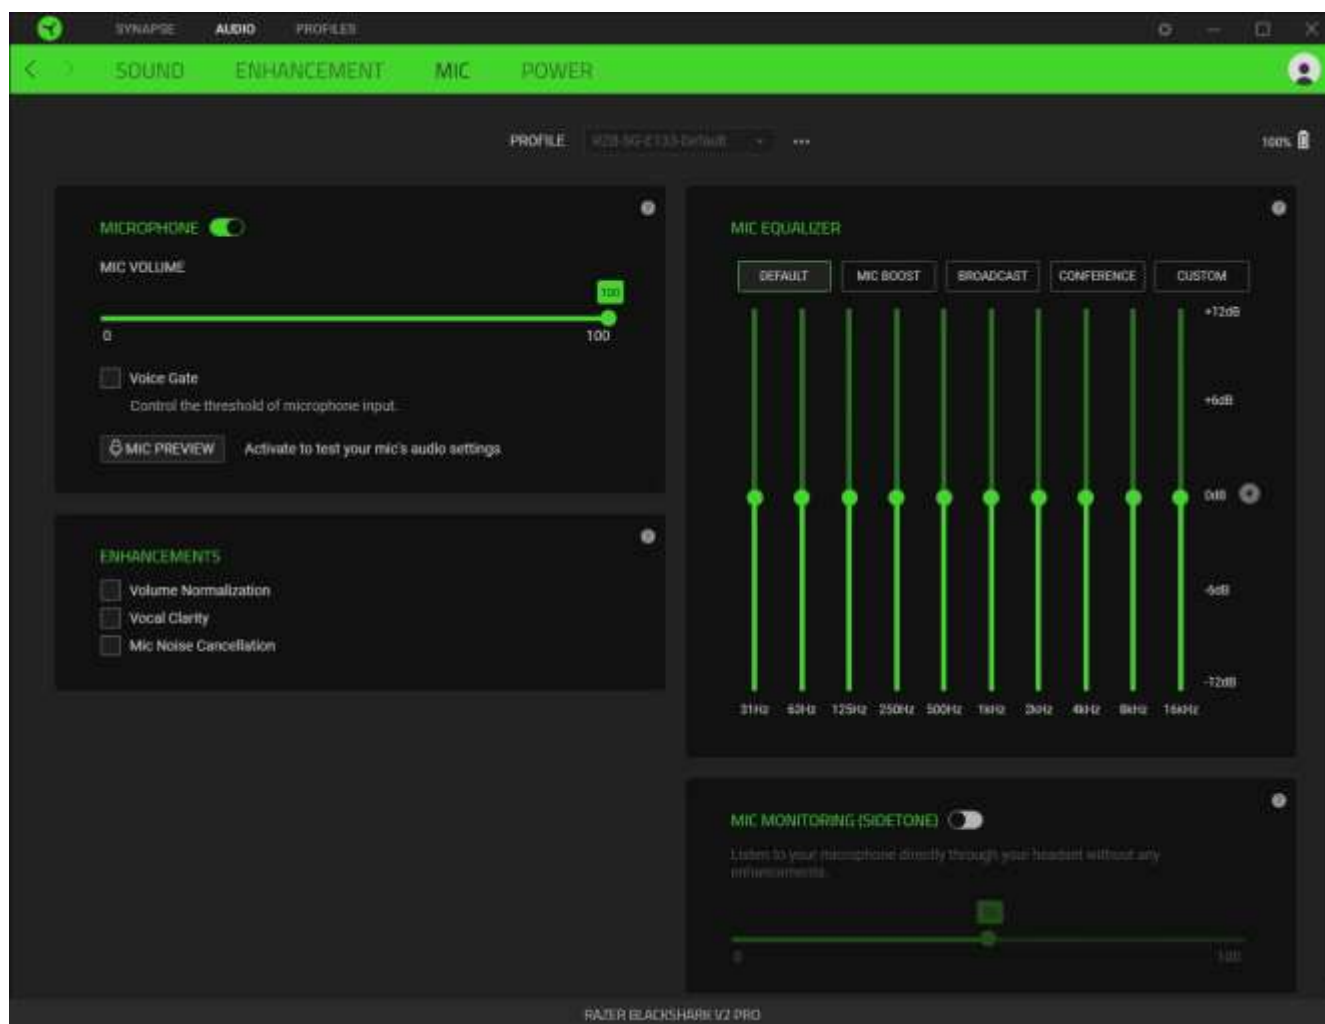 SYNAPSE AUDIO PROFILES
SOUND ENHANCEMENT MIC POWER
PROFILE
100%
MICROPHONE
MIC VOLUME
100
0 100
Voice Gate
Control the threshold of microphone input.
MIC PREVIEW Activate to test your mic's audio settings
ENHANCEMENTS
Volume Normalization
Vocal Clarity
Mic Noise Cancellation
MIC EQUALIZER
DEFAULT MIC BOOST BROADCAST CONFERENCE CUSTOM
+12dB
+6dB
0dB
-6dB
-12dB
31Hz 63Hz 125Hz 250Hz 500Hz 1kHz 2kHz 4kHz 8kHz 16kHz
MIC MONITORING (SIDETONE)
Listen to your microphone directly through your headset without any
enhancements.
0 100
RAZER BLACKSHARK V2 PRO